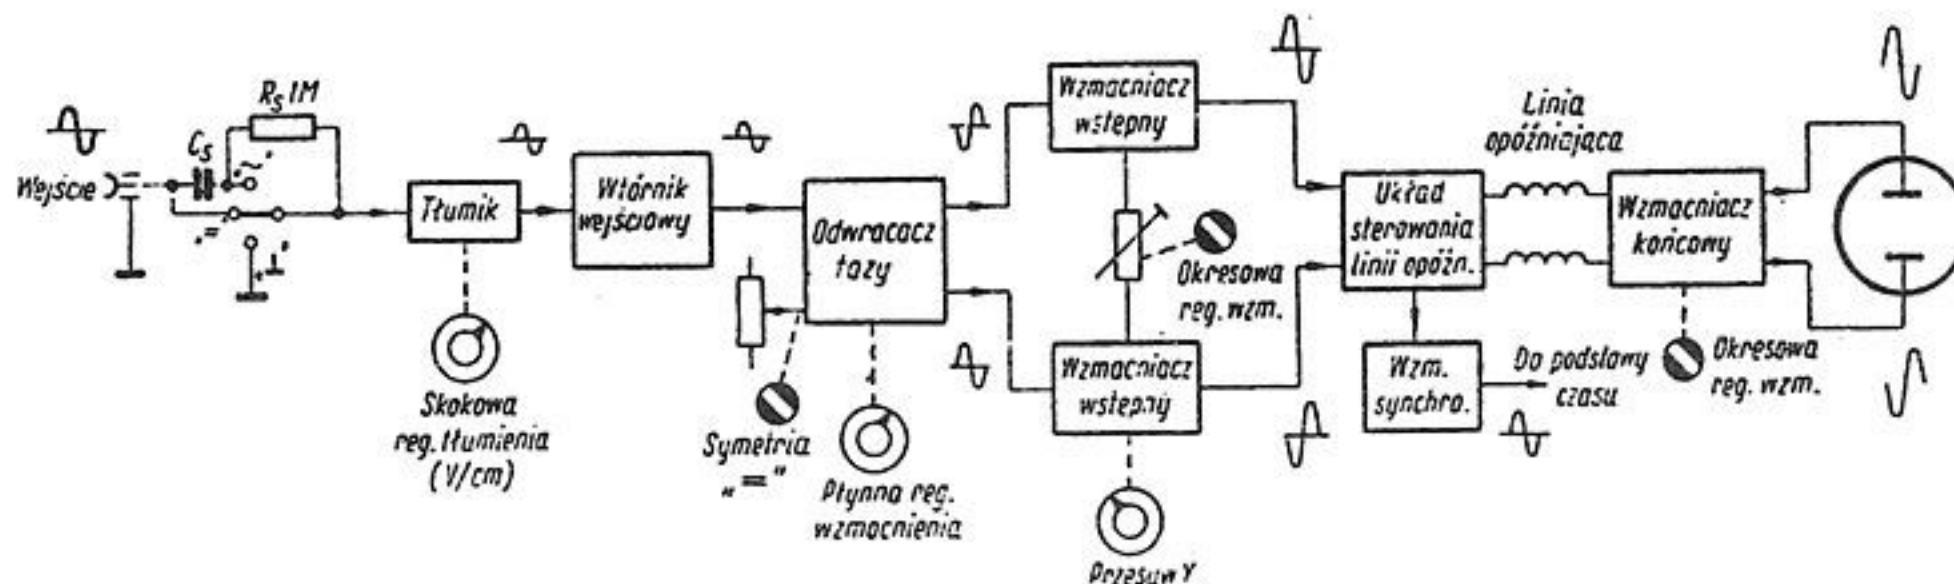 Wejście
C_S
R_S 1M
„~"
„="
„⊥"
Tłumik
Skokowa
reg. tłumienia
(V/cm)
Wtórnik
wejściowy
Odwracacz
fazy
Symetria
„="
Płynna reg.
wzmocnienia
Wzmacniacz
wstępny
Okresowa
reg. wzm.
Wzmacniacz
wstępny
Przesuw Y
Układ
sterowania
linii opóźn.
Wzm.
synchro.
Do podstawy
czasu
Linia
opóźniająca
Wzmacniacz
końcowy
Okresowa
reg. wzm.